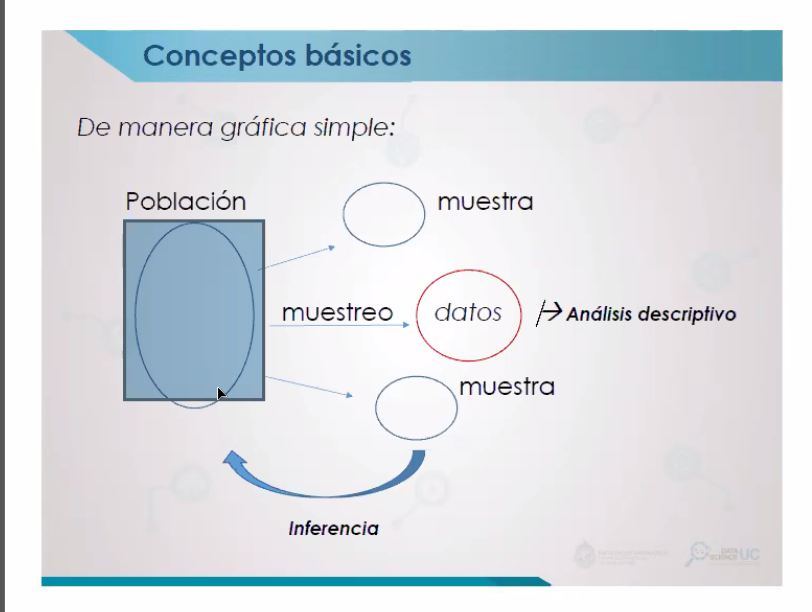 Conceptos básicos
De manera gráfica simple:
Población
muestra
muestreo
datos
Análisis descriptivo
muestra
Inferencia
DATA
SCIENCE UC